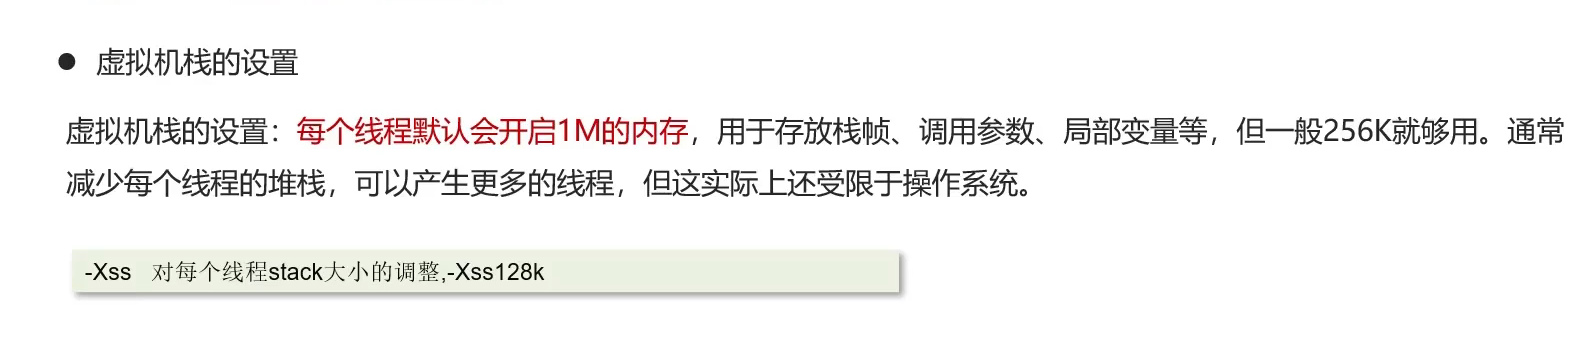 ● 虚拟机栈的设置
虚拟机栈的设置：每个线程默认会开启1M的内存，用于存放栈帧、调用参数、局部变量等，但一般256K就够用。通常
减少每个线程的堆栈，可以产生更多的线程，但这实际上还受限于操作系统。
-Xss 对每个线程stack大小的调整,-Xss128k